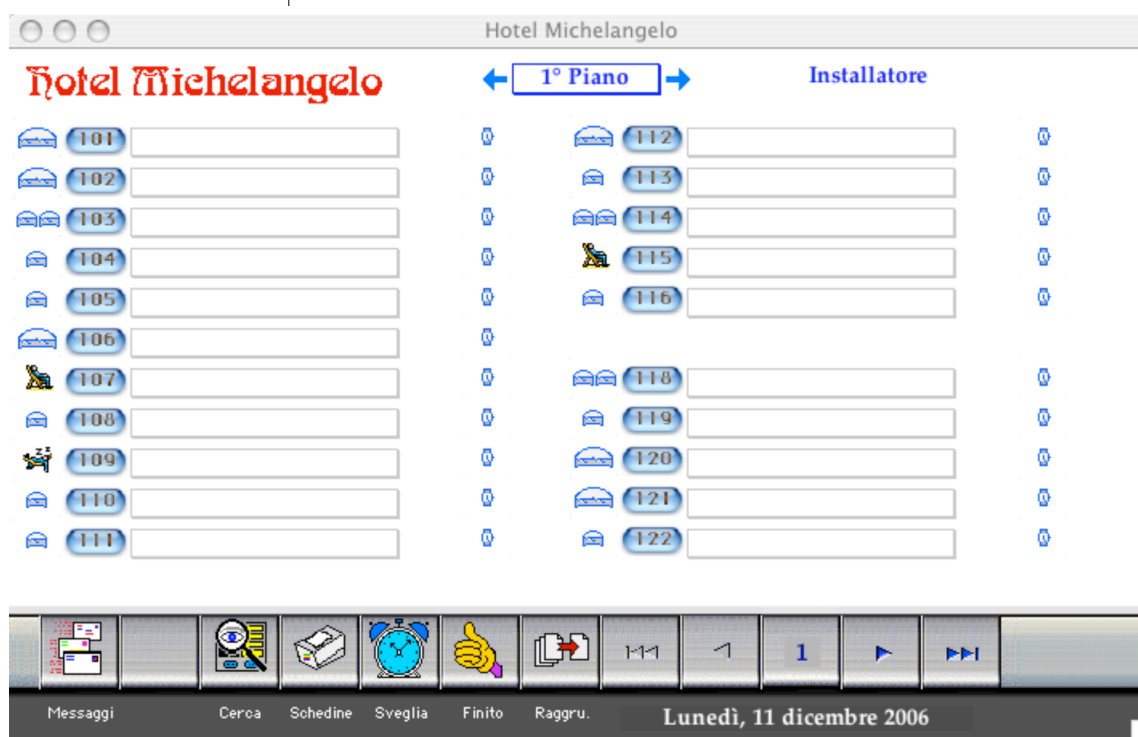 Hotel Michelangelo
Hotel Michelangelo
1° Piano
Installatore
101
112
102
113
103
114
104
115
105
116
106
107
118
108
119
109
120
110
121
111
122
1
Messaggi
Cerca
Schedine
Sveglia
Finito
Raggru.
Lunedì, 11 dicembre 2006